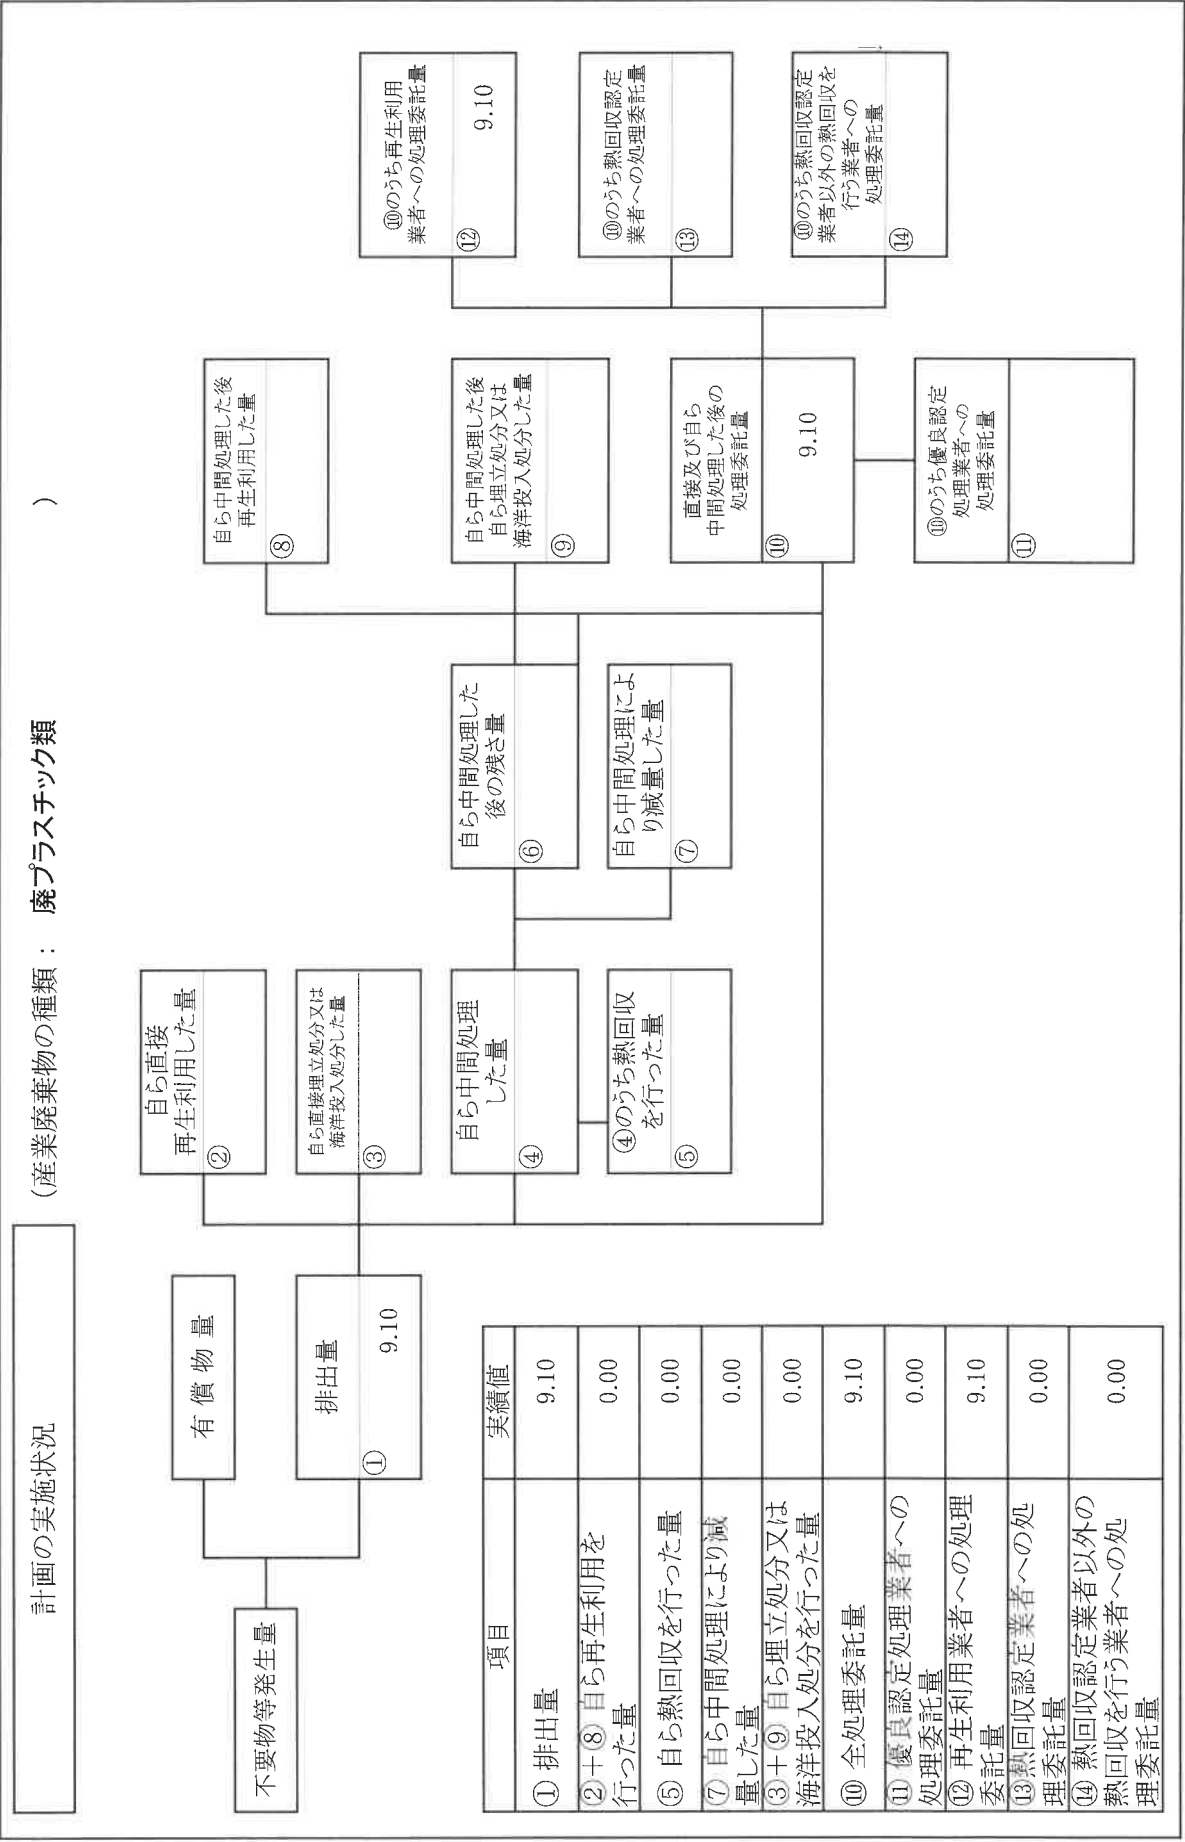 計画の実施状況
（産業廃棄物の種類： 廃プラスチック類 ）
不要物等発生量
有償物量
排出量
①
9.10
自ら直接
再生利用した量
②
自ら直接埋立処分又は
海洋投入処分した量
③
自ら中間処理
した量
④
④のうち熱回収
を行った量
⑤
自ら中間処理した
後の残さ量
⑥
自ら中間処理によ
り減量した量
⑦
自ら中間処理した後
再生利用した量
⑧
自ら中間処理した後
自ら埋立処分又は
海洋投入処分した量
⑨
直接及び自ら
中間処理した後の
処理委託量
⑩
9.10
⑩のうち優良認定
処理業者への
処理委託量
⑪
⑩のうち再生利用
業者への処理委託量
⑫
9.10
⑩のうち熱回収認定
業者への処理委託量
⑬
⑩のうち熱回収認定
業者以外の熱回収を
行う業者への
処理委託量
⑭
項目 実績値
① 排出量 9.10
②＋⑧ 自ら再生利用を
行った量 0.00
⑤ 自ら熱回収を行った量 0.00
⑦ 自ら中間処理により減
量した量 0.00
③＋⑨ 自ら埋立処分又は
海洋投入処分を行った量 0.00
⑩ 全処理委託量 9.10
⑪ 優良認定処理業者への
処理委託量 0.00
⑫ 再生利用業者への処理
委託量 9.10
⑬熱回収認定業者への処
理委託量 0.00
⑭ 熱回収認定業者以外の
熱回収を行う業者への処
理委託量 0.00